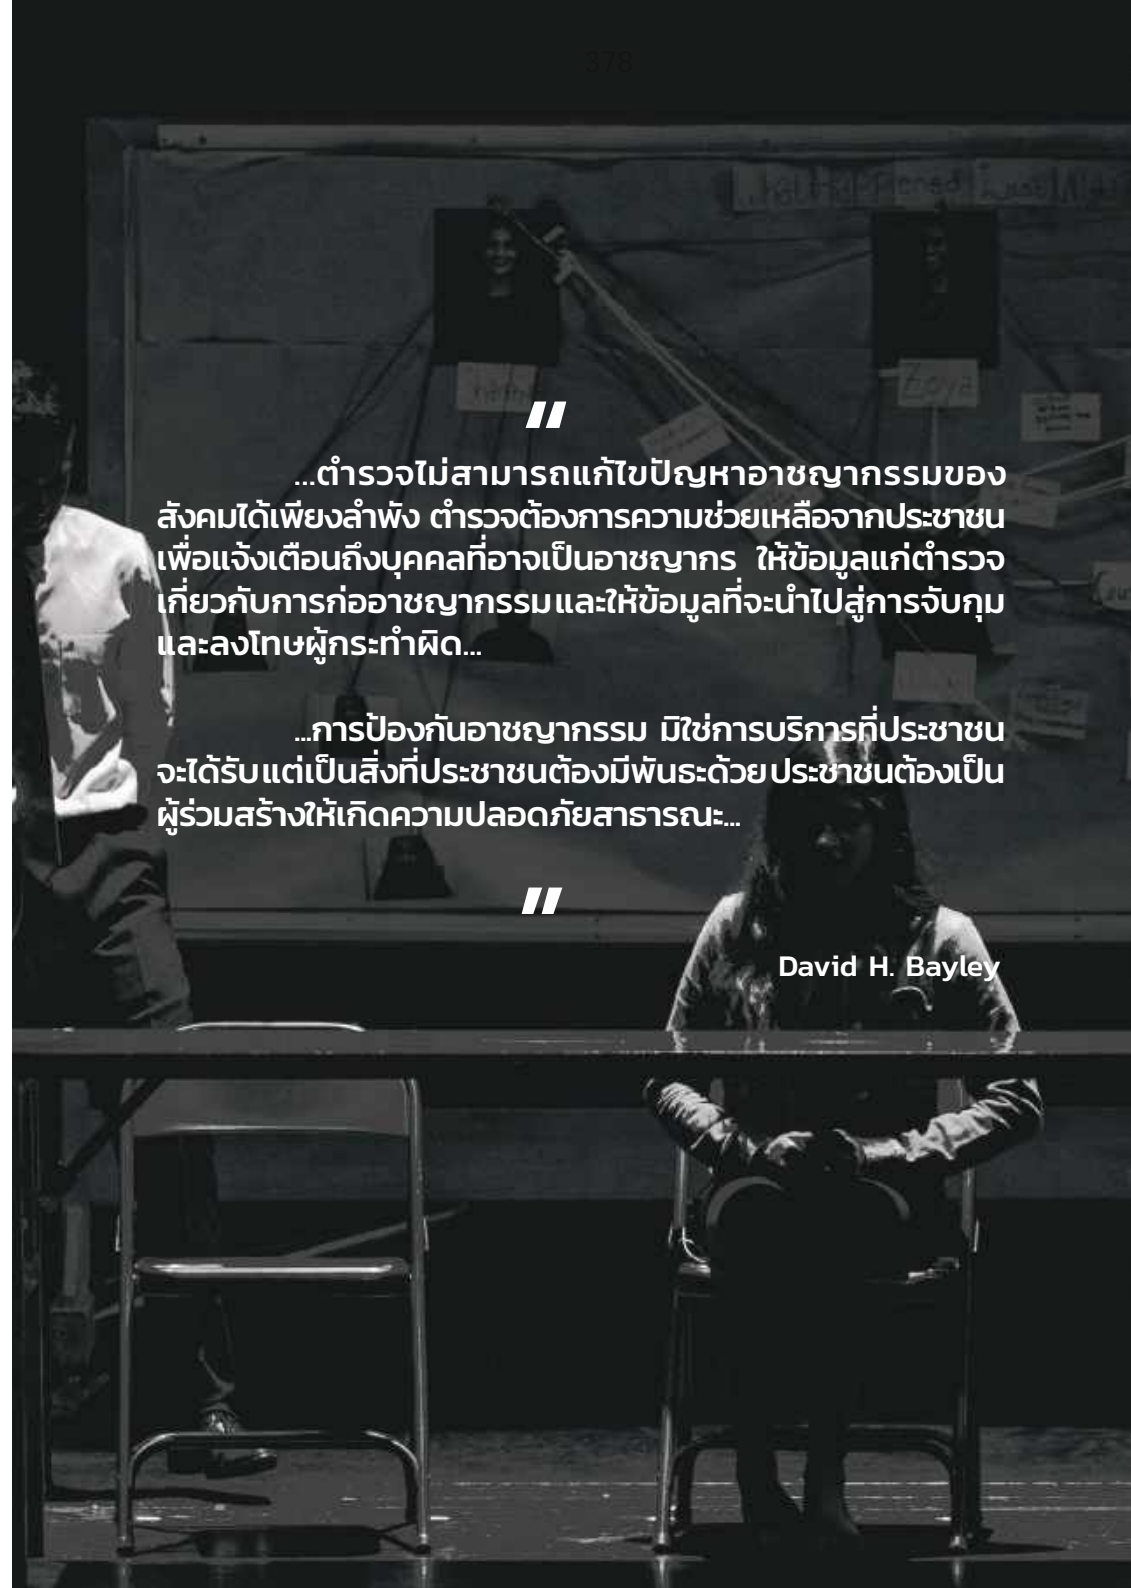 378
Zoya
“
...ตำรวจไม่สามารถแก้ไขปัญหาอาชญากรรมของ
สังคมได้เพียงลำพัง ตำรวจต้องการความช่วยเหลือจากประชาชน
เพื่อแจ้งเตือนถึงบุคคลที่อาจเป็นอาชญากร ให้ข้อมูลแก่ตำรวจ
เกี่ยวกับการก่ออาชญากรรมและให้ข้อมูลที่จะนำไปสู่การจับกุม
และลงโทษผู้กระทำผิด...
...การป้องกันอาชญากรรม มิใช่การบริการที่ประชาชน
จะได้รับแต่เป็นสิ่งที่ประชาชนต้องมีพันธะด้วยประชาชนต้องเป็น
ผู้ร่วมสร้างให้เกิดความปลอดภัยสาธารณะ...
”
David H. Bayley